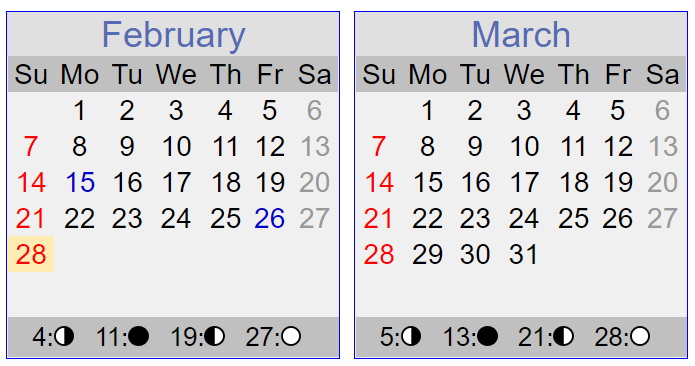 February
Su Mo Tu We Th Fr Sa
1 2 3 4 5 6
7 8 9 10 11 12 13
14 15 16 17 18 19 20
21 22 23 24 25 26 27
28
4: 11: 19: 27:
March
Su Mo Tu We Th Fr Sa
1 2 3 4 5 6
7 8 9 10 11 12 13
14 15 16 17 18 19 20
21 22 23 24 25 26 27
28 29 30 31
5: 13: 21: 28: